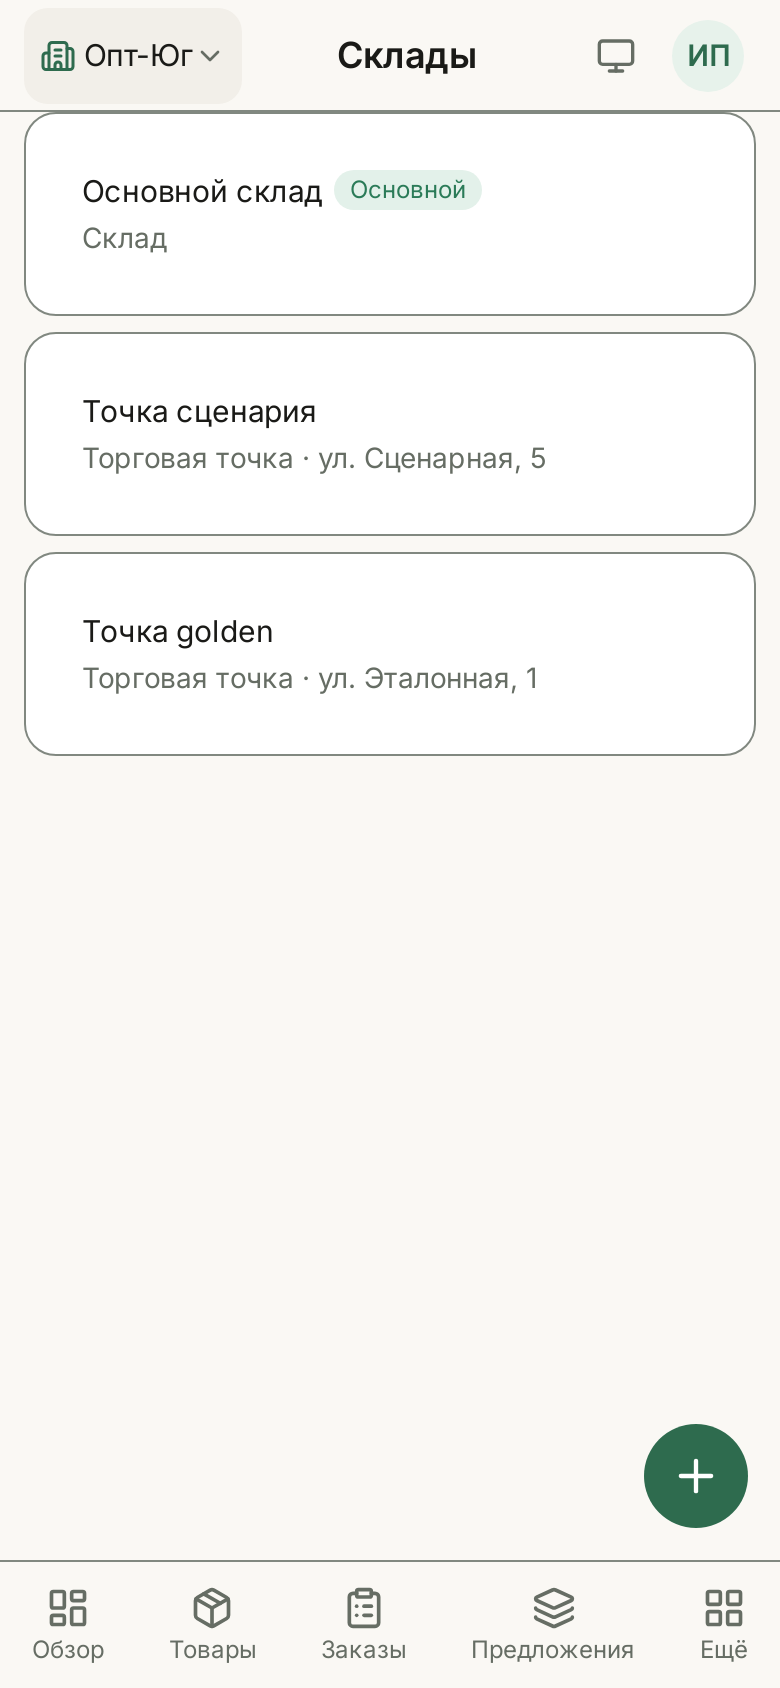 Опт-Юг
Склады
ИП
Основной склад
Основной
Склад
Точка сценария
Торговая точка · ул. Сценарная, 5
Точка golden
Торговая точка · ул. Эталонная, 1
Обзор
Товары
Заказы
Предложения
Ещё